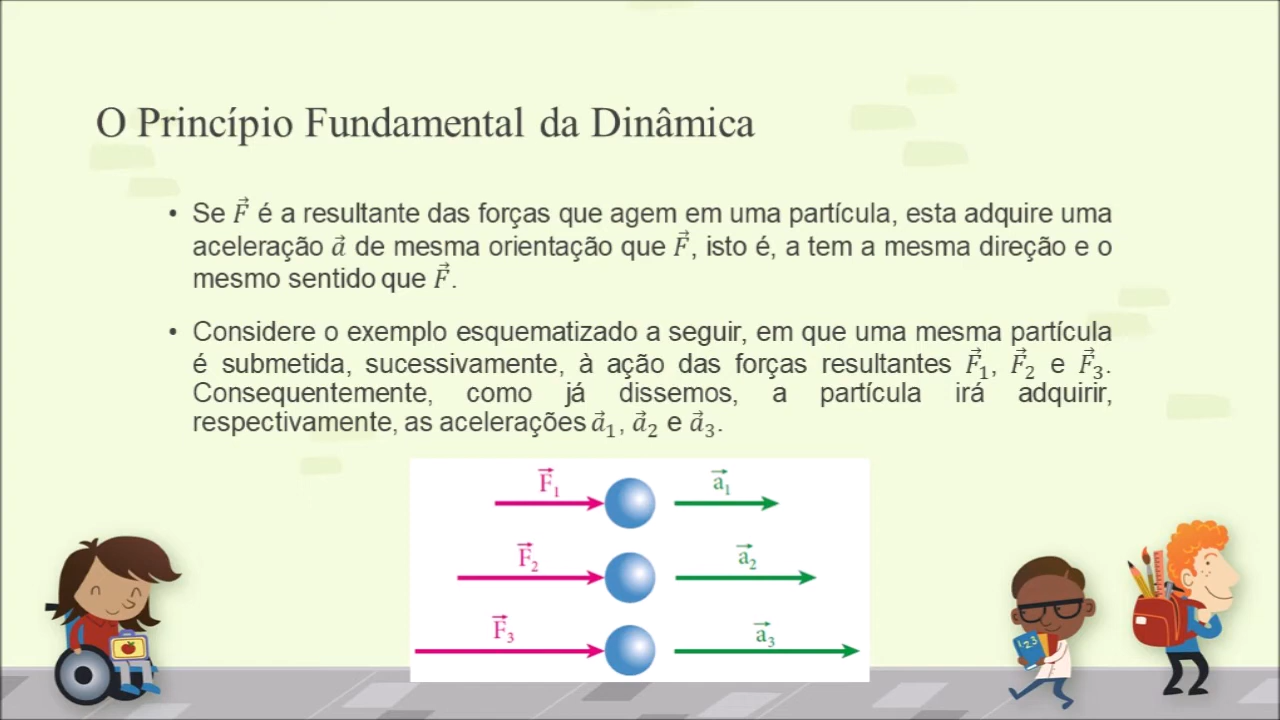 O Princípio Fundamental da Dinâmica
• Se F⃗ é a resultante das forças que agem em uma partícula, esta adquire uma
aceleração a⃗ de mesma orientação que F⃗, isto é, a tem a mesma direção e o
mesmo sentido que F⃗.
• Considere o exemplo esquematizado a seguir, em que uma mesma partícula
é submetida, sucessivamente, à ação das forças resultantes F⃗₁, F⃗₂ e F⃗₃.
Consequentemente, como já dissemos, a partícula irá adquirir,
respectivamente, as acelerações a⃗₁, a⃗₂ e a⃗₃.
F⃗₁ a⃗₁
F⃗₂ a⃗₂
F⃗₃ a⃗₃
123